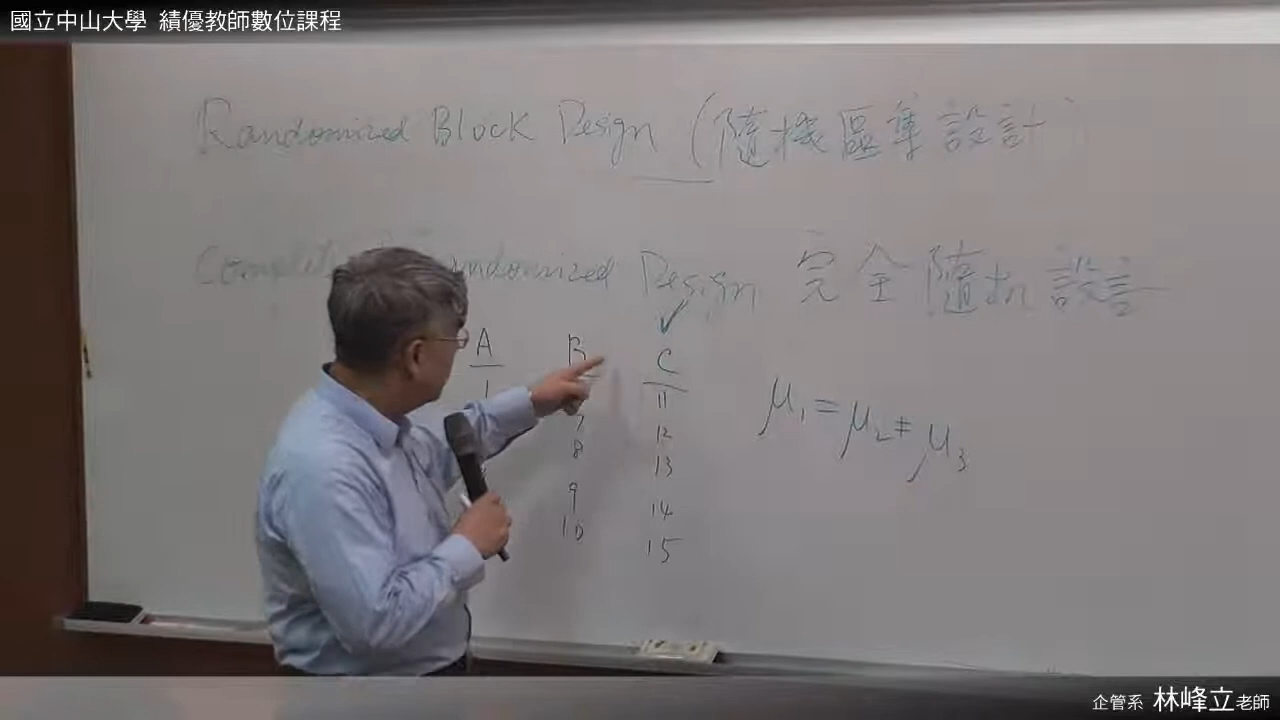 國立中山大學 績優教師數位課程
Randomized Block Design (隨機區集設計)
Randomized Design 完全隨机設計
A B C
1 11
7 12
8 13
9 14
10 15
μ₁ = μ₂ ≠ μ₃
企管系 林峰立老師